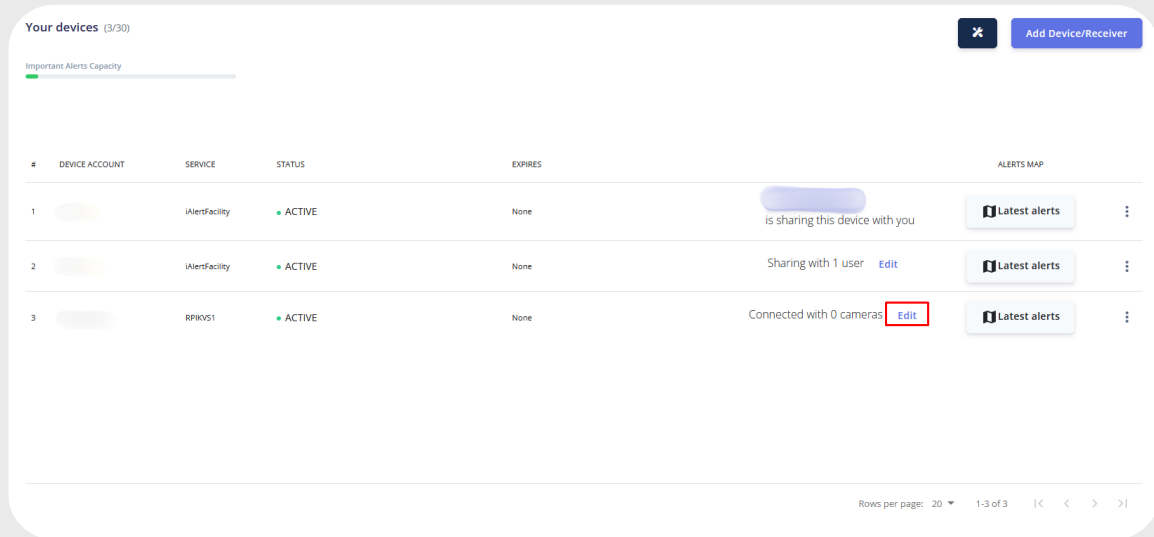 Your devices (3/30)
Add Device/Receiver
Important Alerts Capacity
# DEVICE ACCOUNT SERVICE STATUS EXPIRES ALERTS MAP
1 iAlertFacility ACTIVE None is sharing this device with you Latest alerts
2 iAlertFacility ACTIVE None Sharing with 1 user Edit Latest alerts
3 RPIKVS1 ACTIVE None Connected with 0 cameras Edit Latest alerts
Rows per page: 20 1-3 of 3